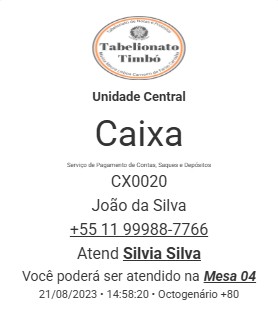 Tabelionato
Timbó
Unidade Central
Caixa
Serviço de Pagamento de Contas, Saques e Depósitos
CX0020
João da Silva
+55 11 99988-7766
Atend Silvia Silva
Você poderá ser atendido na Mesa 04
21/08/2023 • 14:58:20 • Octogenário +80